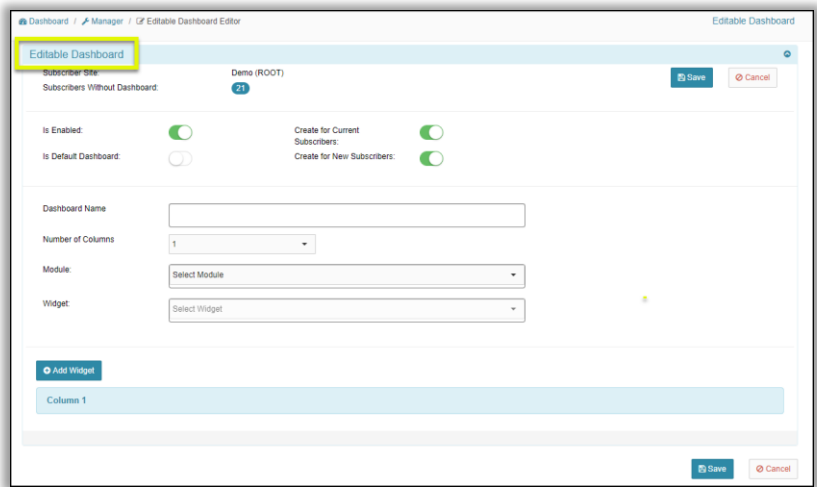 Dashboard / Manager / Editable Dashboard Editor
Editable Dashboard
Editable Dashboard
Subscriber Site: Demo (ROOT)
Save Cancel
Subscribers Without Dashboard: 21
Is Enabled: Create for Current Subscribers:
Is Default Dashboard: Create for New Subscribers:
Dashboard Name
Number of Columns 1
Module: Select Module
Widget: Select Widget
Add Widget
Column 1
Save Cancel